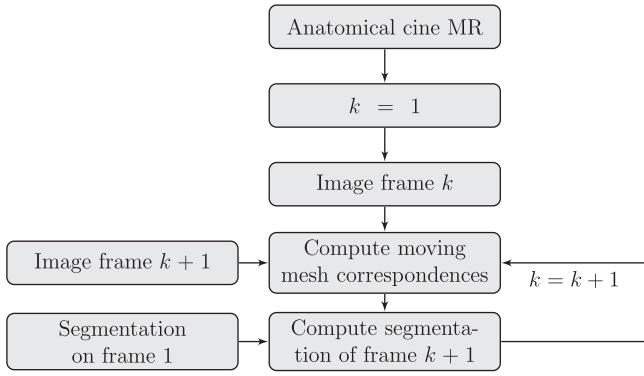 Anatomical cine MR
k = 1
Image frame k
Image frame k + 1
Compute moving
mesh correspondences
k = k + 1
Segmentation
on frame 1
Compute segmenta-
tion of frame k + 1